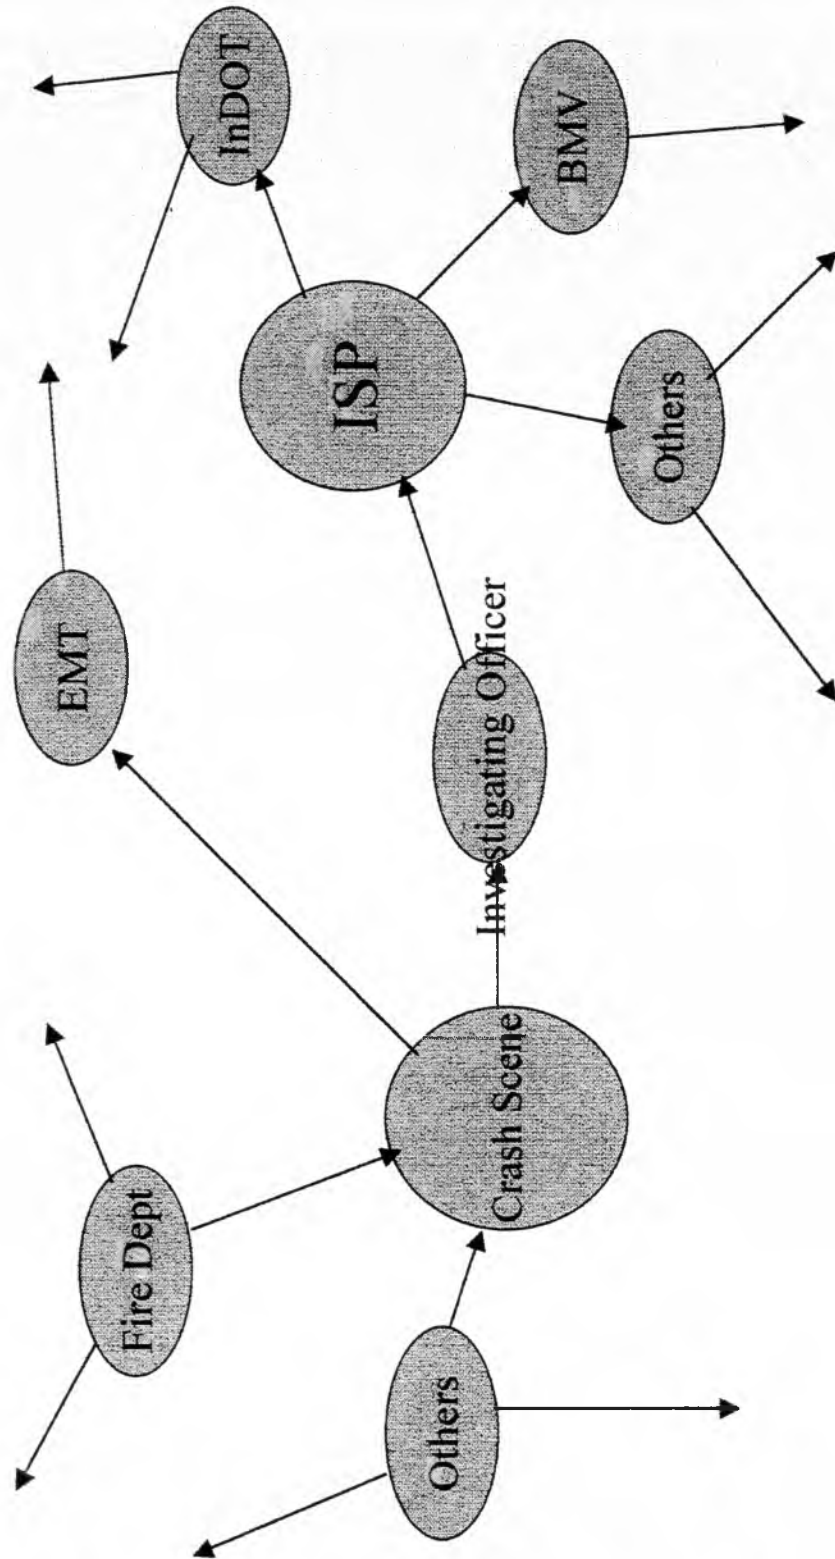 Fire Dept
EMT
InDOT
Others
Crash Scene
Investigating Officer
ISP
BMV
Others